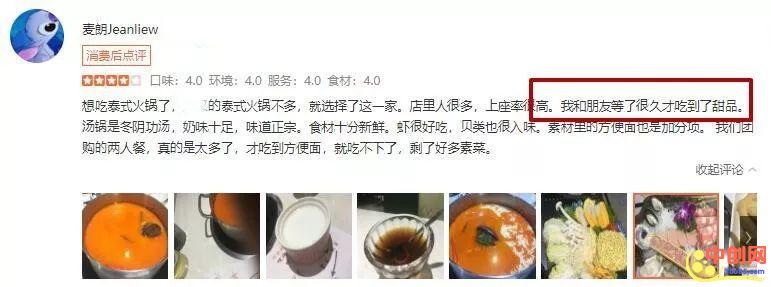 麦朗Jeanliew
消费后点评
口味：4.0 环境：4.0 服务：4.0 食材：4.0
想吃泰式火锅了， 的泰式火锅不多，就选择了这一家。店里人很多，上座率很高。我和朋友等了很久才吃到了甜品。
汤锅是冬阴功汤，奶味十足，味道正宗。食材十分新鲜。虾很好吃，贝类也很入味。素材里的方便面也是加分项。 我们团
购的两人餐，真的是太多了，才吃到方便面，就吃不下了，剩了好多素菜。
收起评论
中创网